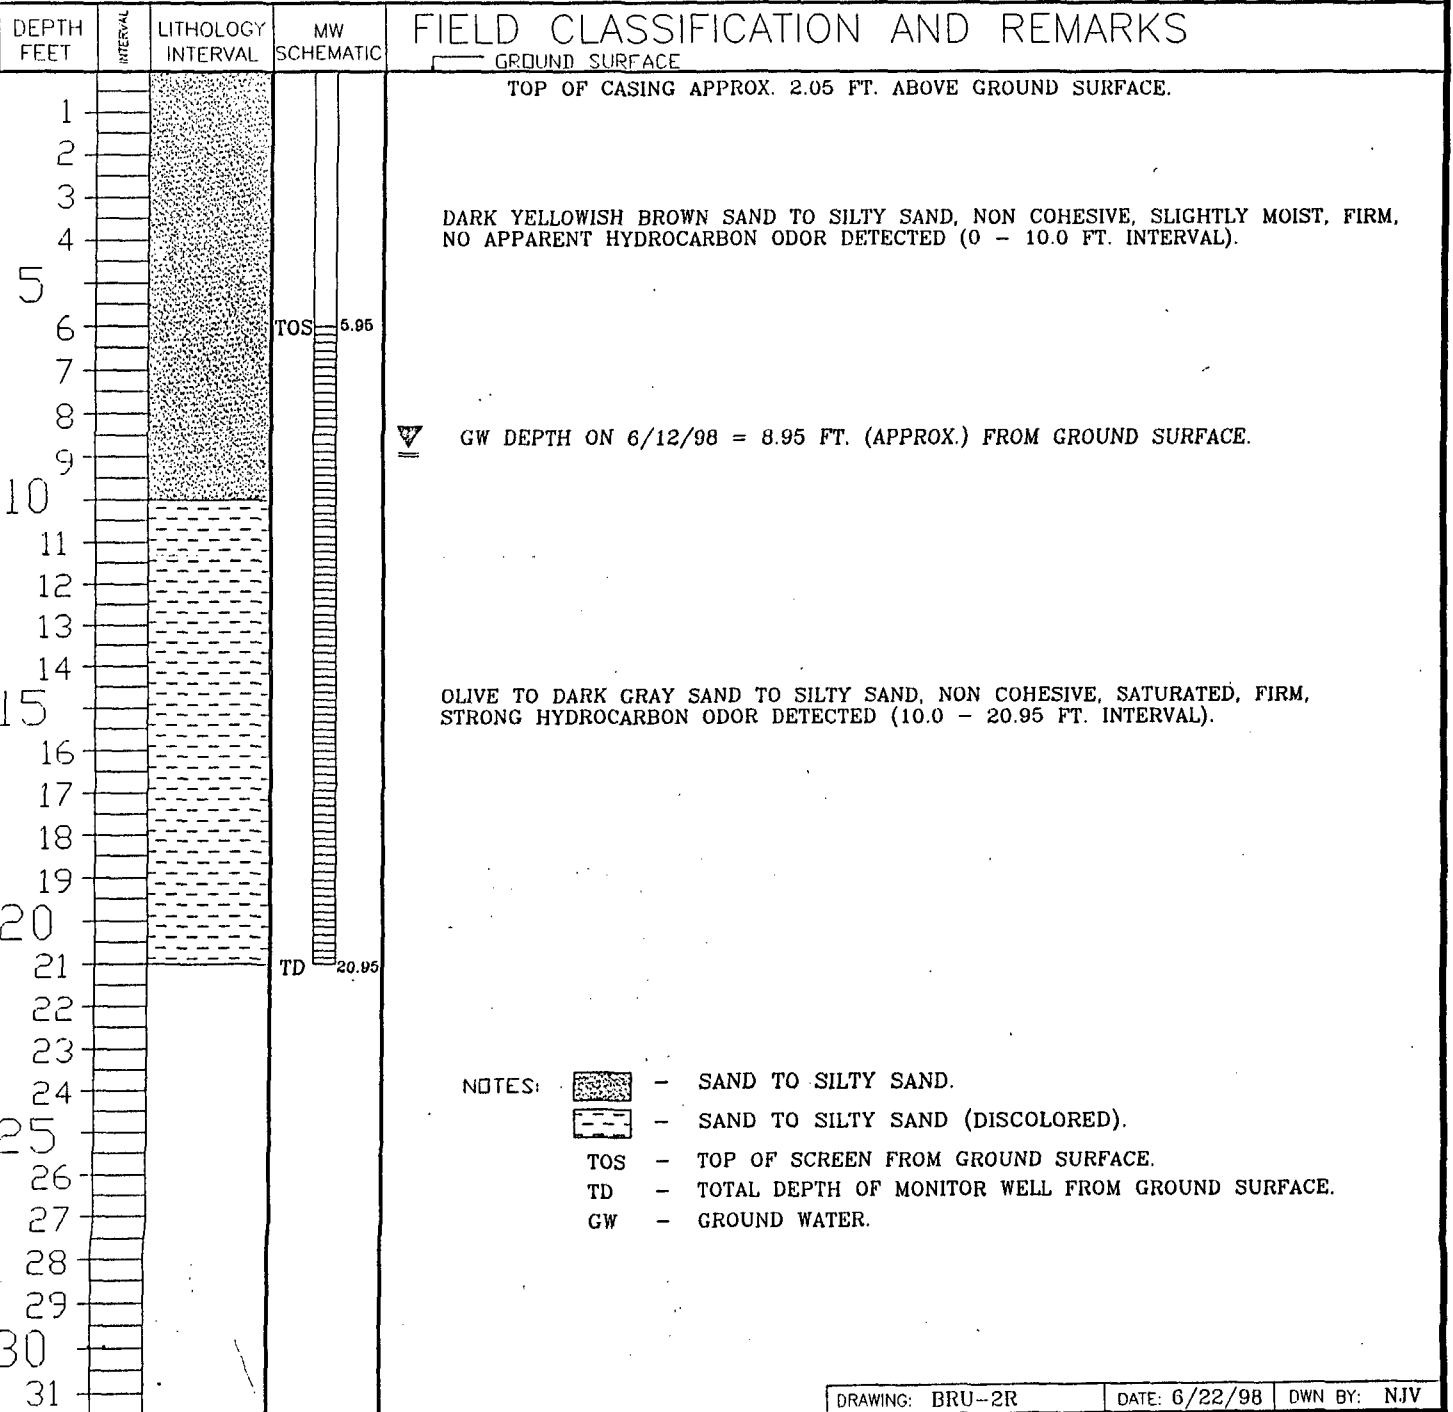 DEPTH FEET
INTERVAL
LITHOLOGY INTERVAL
MW SCHEMATIC
FIELD CLASSIFICATION AND REMARKS
GROUND SURFACE
TOP OF CASING APPROX. 2.05 FT. ABOVE GROUND SURFACE.
1
2
3
DARK YELLOWISH BROWN SAND TO SILTY SAND, NON COHESIVE, SLIGHTLY MOIST, FIRM,
4
NO APPARENT HYDROCARBON ODOR DETECTED (0 - 10.0 FT. INTERVAL).
5
6
TOS 5.95
7
8
GW DEPTH ON 6/12/98 = 8.95 FT. (APPROX.) FROM GROUND SURFACE.
9
10
11
12
13
14
OLIVE TO DARK GRAY SAND TO SILTY SAND, NON COHESIVE, SATURATED, FIRM,
15
STRONG HYDROCARBON ODOR DETECTED (10.0 - 20.95 FT. INTERVAL).
16
17
18
19
20
21
TD 20.95
22
23
24
NOTES: - SAND TO SILTY SAND.
25
- SAND TO SILTY SAND (DISCOLORED).
26
TOS - TOP OF SCREEN FROM GROUND SURFACE.
TD - TOTAL DEPTH OF MONITOR WELL FROM GROUND SURFACE.
27
GW - GROUND WATER.
28
29
30
31
DRAWING: BRU-2R DATE: 6/22/98 DWN BY: NJV